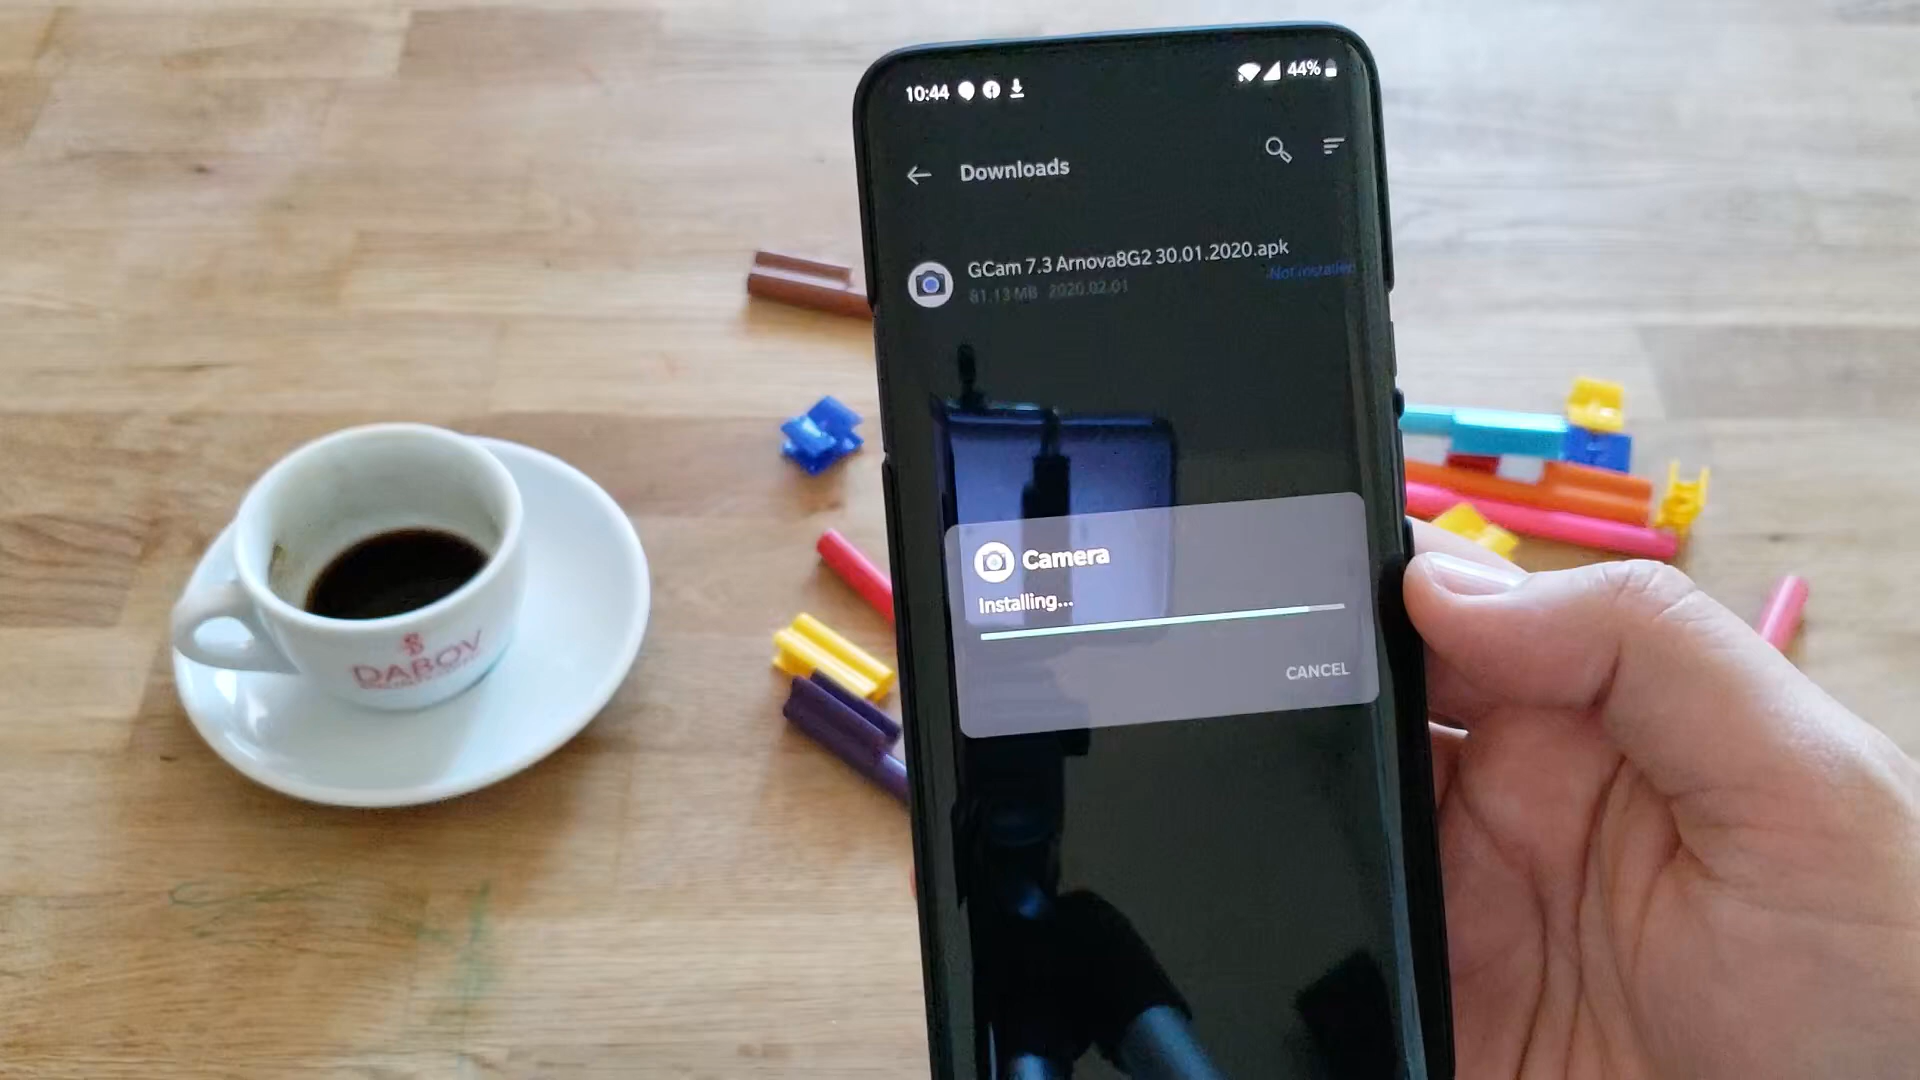 10:44
44%
Downloads
GCam 7.3 Arnova8G2 30.01.2020.apk
Not installed
81.13 MB 2020.02.01
Camera
Installing...
CANCEL
DABOV